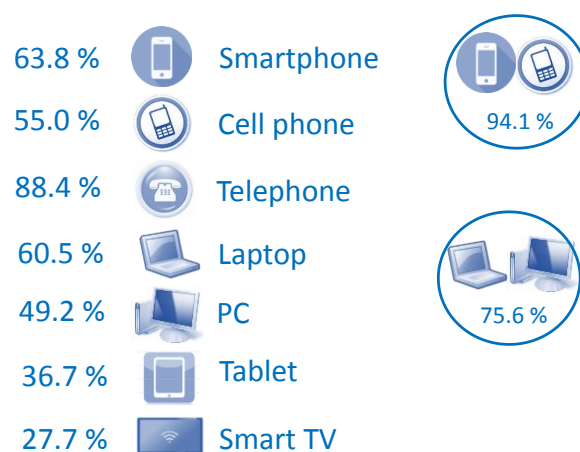 63.8 % Smartphone
94.1 %
55.0 % Cell phone
88.4 % Telephone
60.5 % Laptop
49.2 % PC
75.6 %
36.7 % Tablet
27.7 % Smart TV